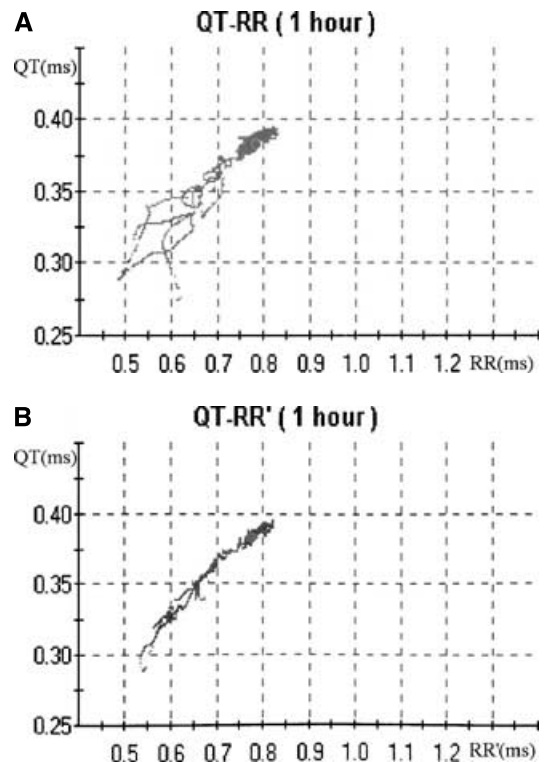 A
QT-RR ( 1 hour )
QT(ms)
0.40
0.35
0.30
0.25
0.5 0.6 0.7 0.8 0.9 1.0 1.1 1.2 RR(ms)
B
QT-RR' ( 1 hour )
QT(ms)
0.40
0.35
0.30
0.25
0.5 0.6 0.7 0.8 0.9 1.0 1.1 1.2 RR'(ms)